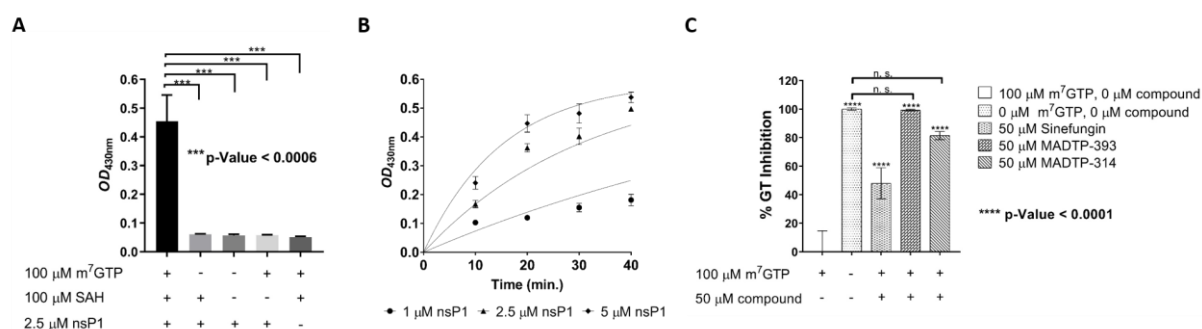 A
***
***
***
***
0.6
0.5
0.4
0.3
0.2
0.1
0.0
OD430nm
*** p-Value < 0.0006
100 µM m7GTP + - - + +
100 µM SAH + + - - +
2.5 µM nsP1 + + + + -
B
0.6
0.5
0.4
0.3
0.2
0.1
0.0
OD430nm
0 10 20 30 40
Time (min.)
1 µM nsP1 2.5 µM nsP1 5 µM nsP1
C
n. s.
n. s.
120
100
80
60
40
20
0
% GT Inhibition
****
****
****
****
100 µM m7GTP, 0 µM compound
0 µM m7GTP, 0 µM compound
50 µM Sinefungin
50 µM MADTP-393
50 µM MADTP-314
**** p-Value < 0.0001
100 µM m7GTP + - + + +
50 µM compound - - + + +